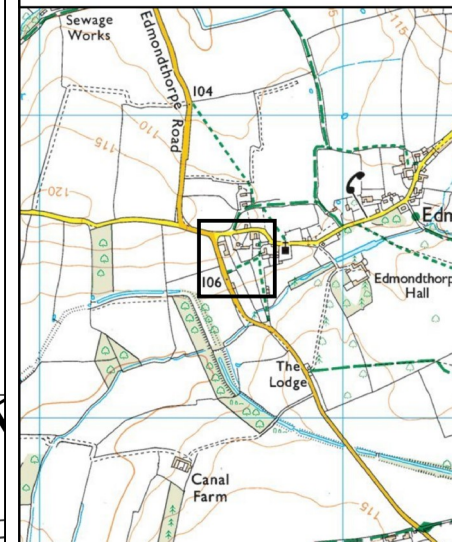 Sewage
Works
Edmondthorpe Road
115
104
110
115
120
Edm
106
Edmondthorp
Hall
The
Lodge
Canal
Farm
115